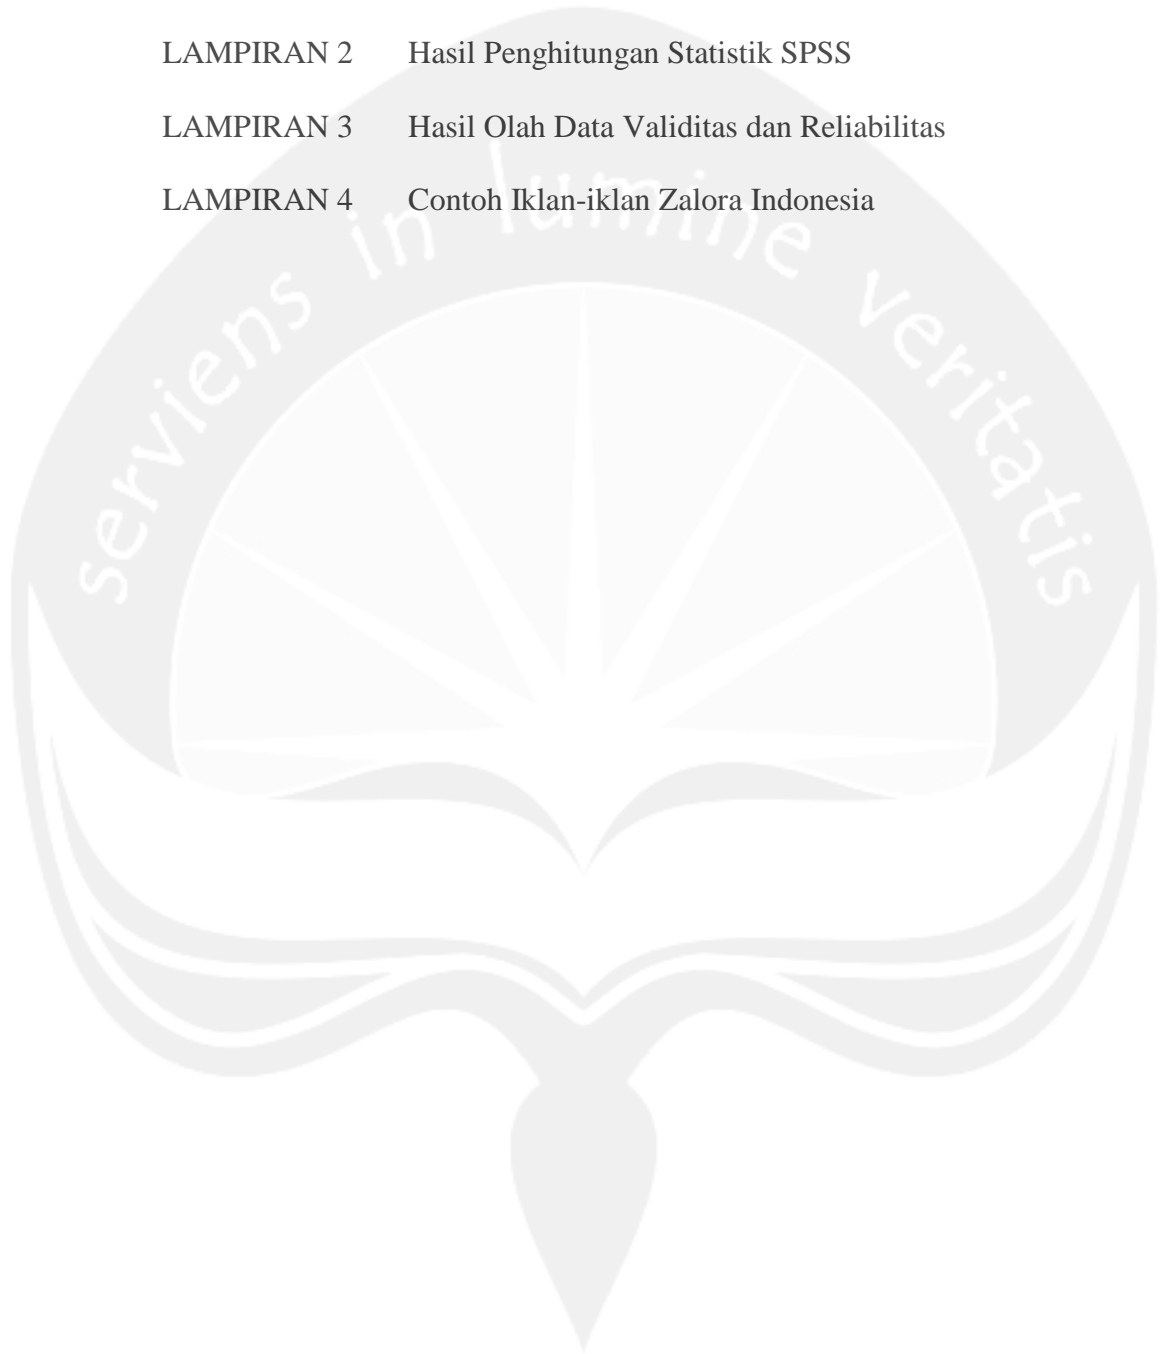 LAMPIRAN 2 Hasil Penghitungan Statistik SPSS
LAMPIRAN 3 Hasil Olah Data Validitas dan Reliabilitas
LAMPIRAN 4 Contoh Iklan-iklan Zalora Indonesia
serviens in lumine veritatis